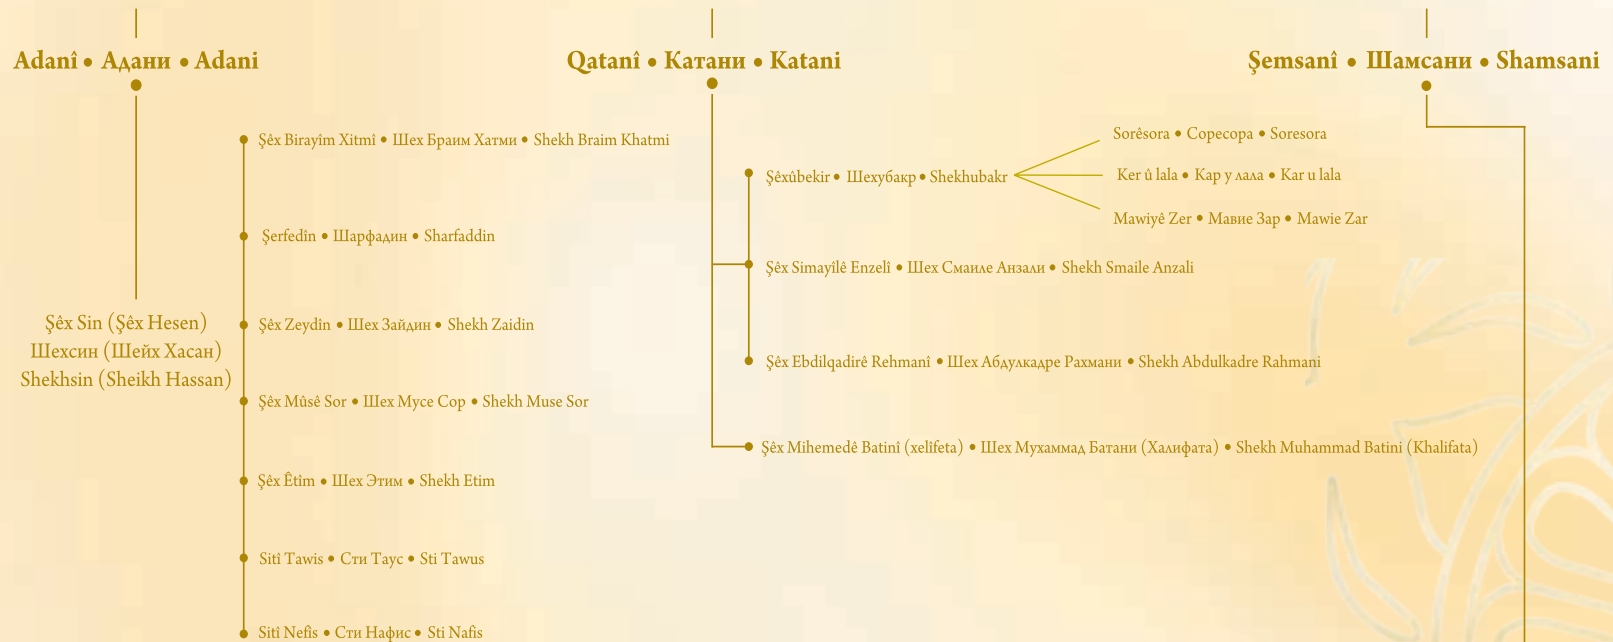 Adanî • Адани • Adani
Şêx Birayîm Xitmî • Шех Браим Хатми • Shekh Braim Khatmi
Şerfedîn • Шарфадин • Sharfaddin
Şêx Zeydîn • Шех Зайдин • Shekh Zaidin
Şêx Sin (Şêx Hesen)
Шехсин (Шейх Хасан)
Shekhsin (Sheikh Hassan)
Şêx Mûsê Sor • Шех Мусе Сор • Shekh Muse Sor
Şêx Êtîm • Шех Этим • Shekh Etim
Sitî Tawis • Сти Таус • Sti Tawus
Sitî Nefîs • Сти Нафис • Sti Nafis
Qatanî • Катани • Katani
Şêxûbekir • Шехубакр • Shekhubakr
Sorêsora • Соресора • Soresora
Ker û lala • Кар у лала • Kar u lala
Mawiyê Zer • Мавие Зар • Mawie Zar
Şêx Simayîlê Enzelî • Шех Смаиле Анзали • Shekh Smaile Anzali
Şêx Ebdilqadirê Rehmanî • Шех Абдулкадре Рахмани • Shekh Abdulkadre Rahmani
Şêx Mihemedê Batinî (xelîfeta) • Шех Мухаммад Батани (Халифата) • Shekh Muhammad Batini (Khalifata)
Şemsanî • Шамсани • Shamsani